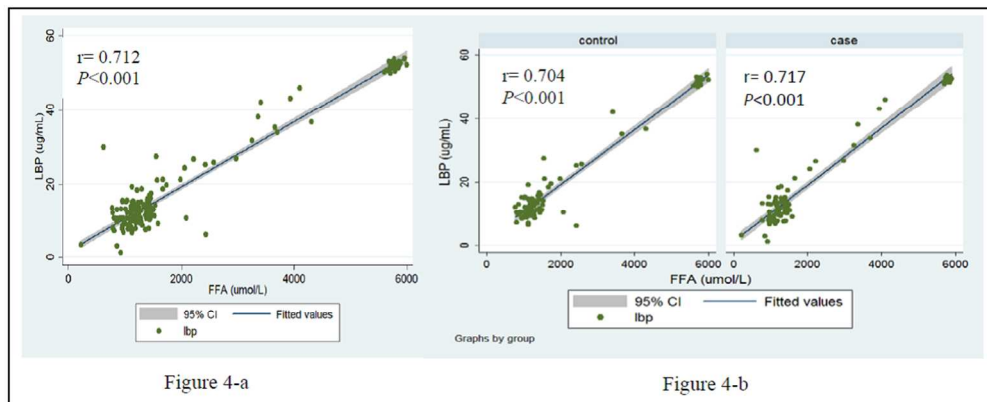 r= 0.712
P<0.001
LBP (ug/mL)
60
40
20
0
0 2000 4000 6000
FFA (umol/L)
95% CI Fitted values
lbp
Figure 4-a
control case
r= 0.704
P<0.001
r= 0.717
P<0.001
LBP (ug/mL)
60
40
20
0
0 2000 4000 6000 0 2000 4000 6000
FFA (umol/L)
95% CI Fitted values
lbp
Graphs by group
Figure 4-b